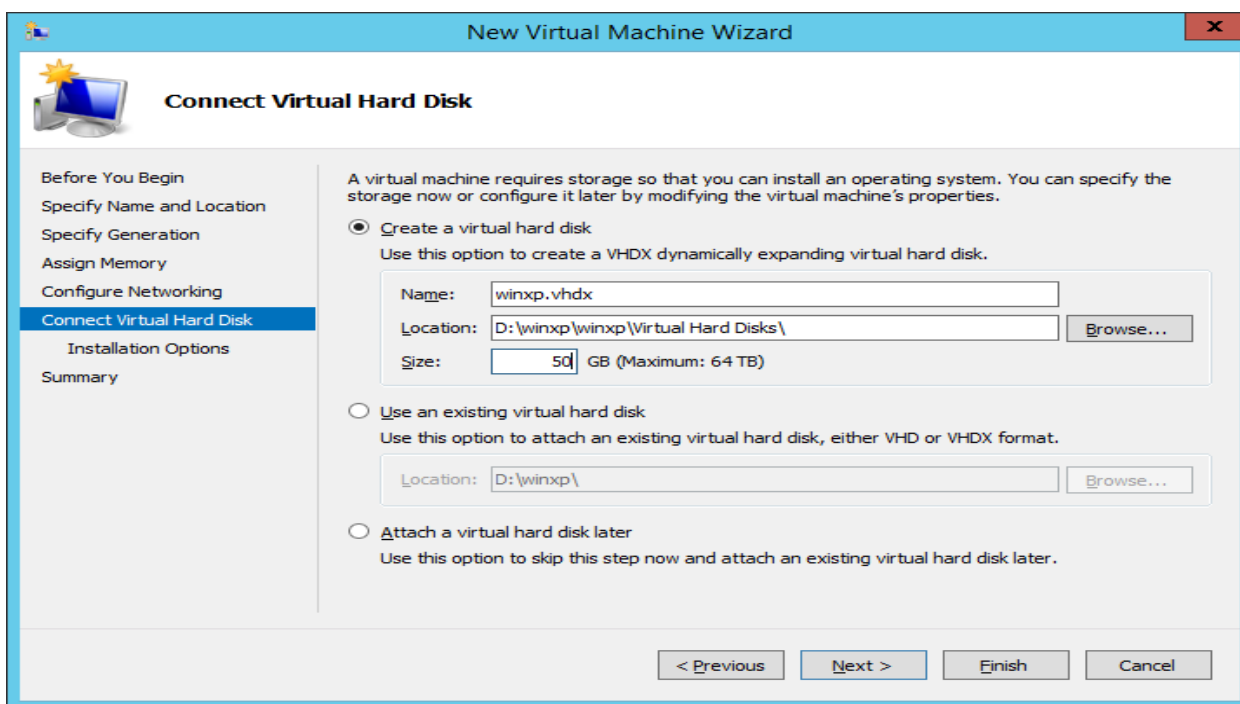 New Virtual Machine Wizard
x
Connect Virtual Hard Disk
Before You Begin
Specify Name and Location
Specify Generation
Assign Memory
Configure Networking
Connect Virtual Hard Disk
Installation Options
Summary
A virtual machine requires storage so that you can install an operating system. You can specify the
storage now or configure it later by modifying the virtual machine's properties.
Create a virtual hard disk
Use this option to create a VHDX dynamically expanding virtual hard disk.
Name: winxp.vhdx
Location: D:\winxp\winxp\Virtual Hard Disks\ Browse...
Size: 50 GB (Maximum: 64 TB)
Use an existing virtual hard disk
Use this option to attach an existing virtual hard disk, either VHD or VHDX format.
Location: D:\winxp\ Browse...
Attach a virtual hard disk later
Use this option to skip this step now and attach an existing virtual hard disk later.
< Previous Next > Finish Cancel